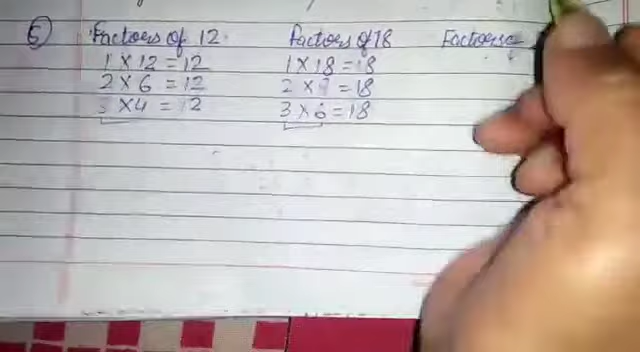 5 Factors of 12 Factors of 18 Factors
1 × 12 = 12 1 × 18 = 18
2 × 6 = 12 2 × 9 = 18
3 × 4 = 12 3 × 6 = 18